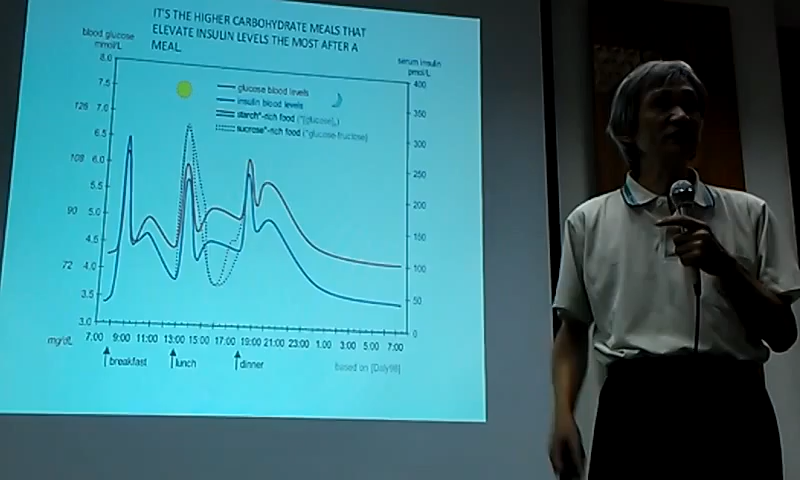 IT'S THE HIGHER CARBOHYDRATE MEALS THAT
ELEVATE INSULIN LEVELS THE MOST AFTER A
MEAL.
blood glucose
mmol/L
serum insulin
pmol/L
8.0
7.5
7.0
6.5
6.0
5.5
5.0
4.5
4.0
3.5
3.0
126
108
90
72
mg/dL
400
350
300
250
200
150
100
50
0
glucose blood levels
insulin blood levels
starch*-rich food
sucrose*-rich food (*glucose-fructose)
7:00 9:00 11:00 13:00 15:00 17:00 19:00 21:00 23:00 1:00 3:00 5:00 7:00
breakfast lunch dinner
based on [Daly98]